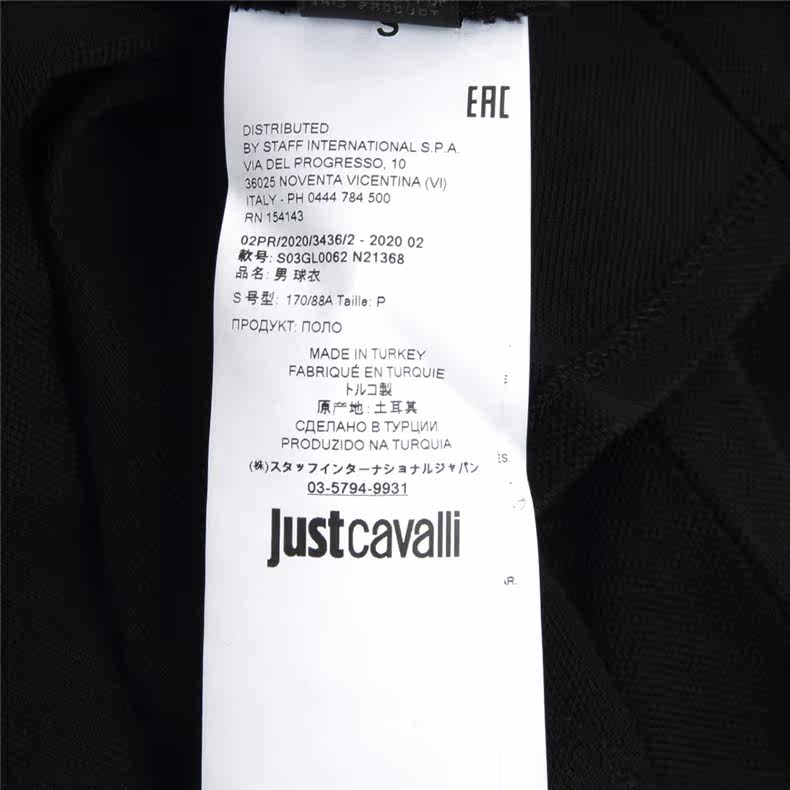 THIS PRODUCT
S
EAC
DISTRIBUTED
BY STAFF INTERNATIONAL S.P.A.
VIA DEL PROGRESSO, 10
36025 NOVENTA VICENTINA (VI)
ITALY - PH 0444 784 500
RN 154143
02PR/2020/3436/2 - 2020 02
款号: S03GL0062 N21368
品名: 男 球衣
S 号型: 170/88A Taille: P
ПРОДУКТ: ПОЛО
MADE IN TURKEY
FABRIQUÉ EN TURQUIE
トルコ製
原产地: 土耳其
СДЕЛАНО В ТУРЦИИ
PRODUZIDO NA TURQUIA
(株)スタッフインターナショナルジャパン
03-5794-9931
justcavalli